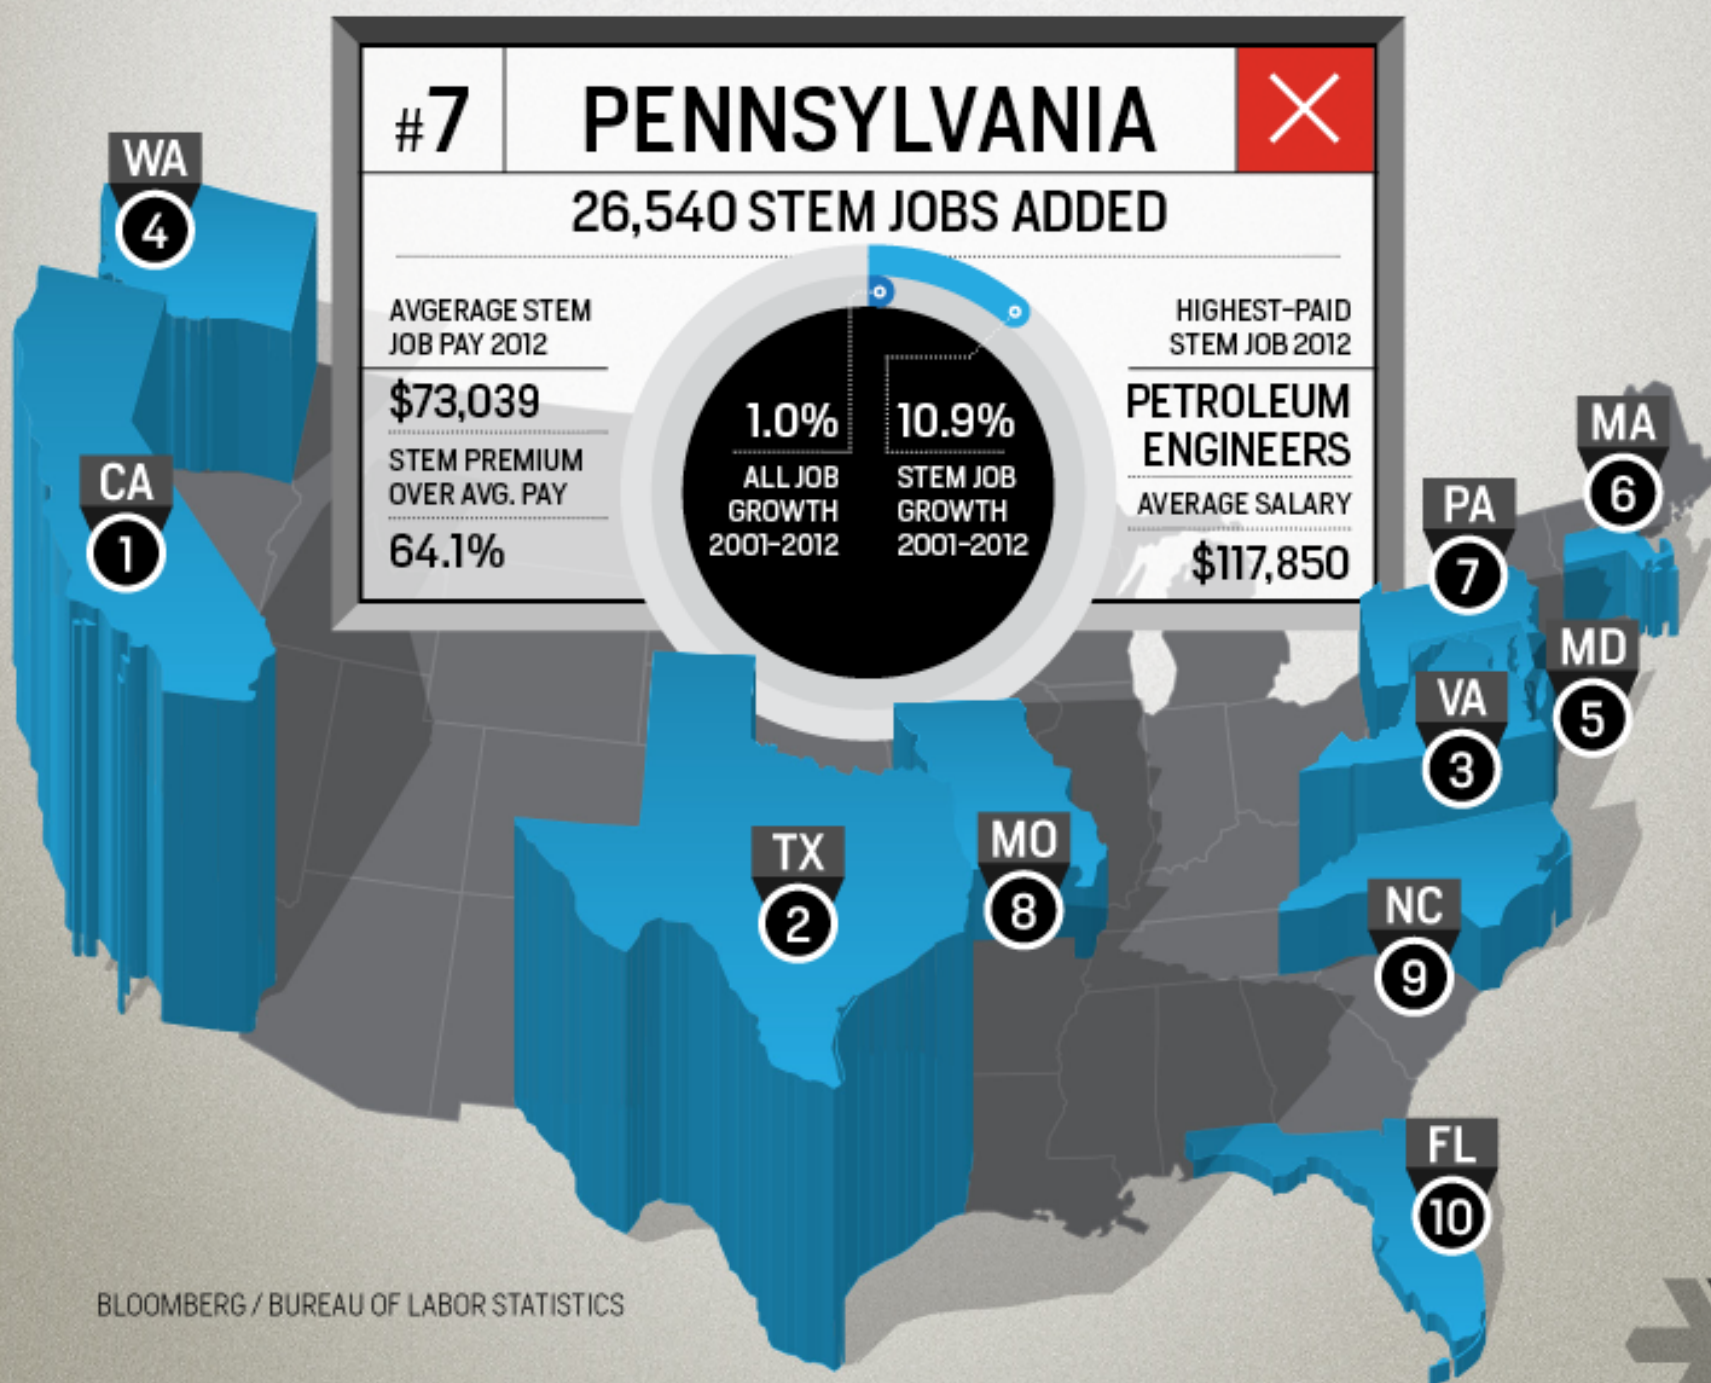 #7
PENNSYLVANIA
26,540 STEM JOBS ADDED
AVGERAGE STEM
JOB PAY 2012
$73,039
STEM PREMIUM
OVER AVG. PAY
64.1%
1.0%
ALL JOB
GROWTH
2001-2012
10.9%
STEM JOB
GROWTH
2001-2012
HIGHEST-PAID
STEM JOB 2012
PETROLEUM
ENGINEERS
AVERAGE SALARY
$117,850
WA
4
CA
1
MA
6
PA
7
MD
5
VA
3
TX
2
MO
8
NC
9
FL
10
BLOOMBERG / BUREAU OF LABOR STATISTICS